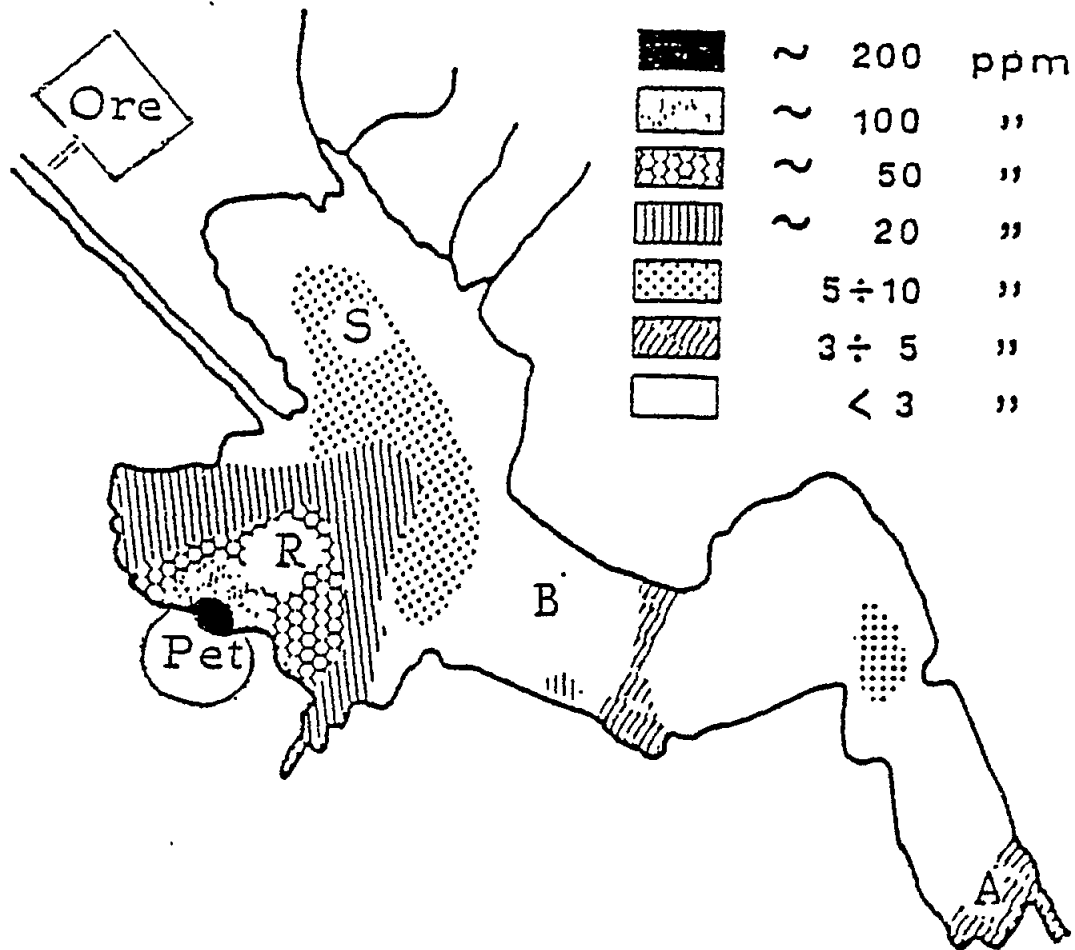 Ore
~ 200 ppm
~ 100 ”
~ 50 ”
~ 20 ”
5÷10 ”
3÷ 5 ”
< 3 ”
S
R
B
Pet
A